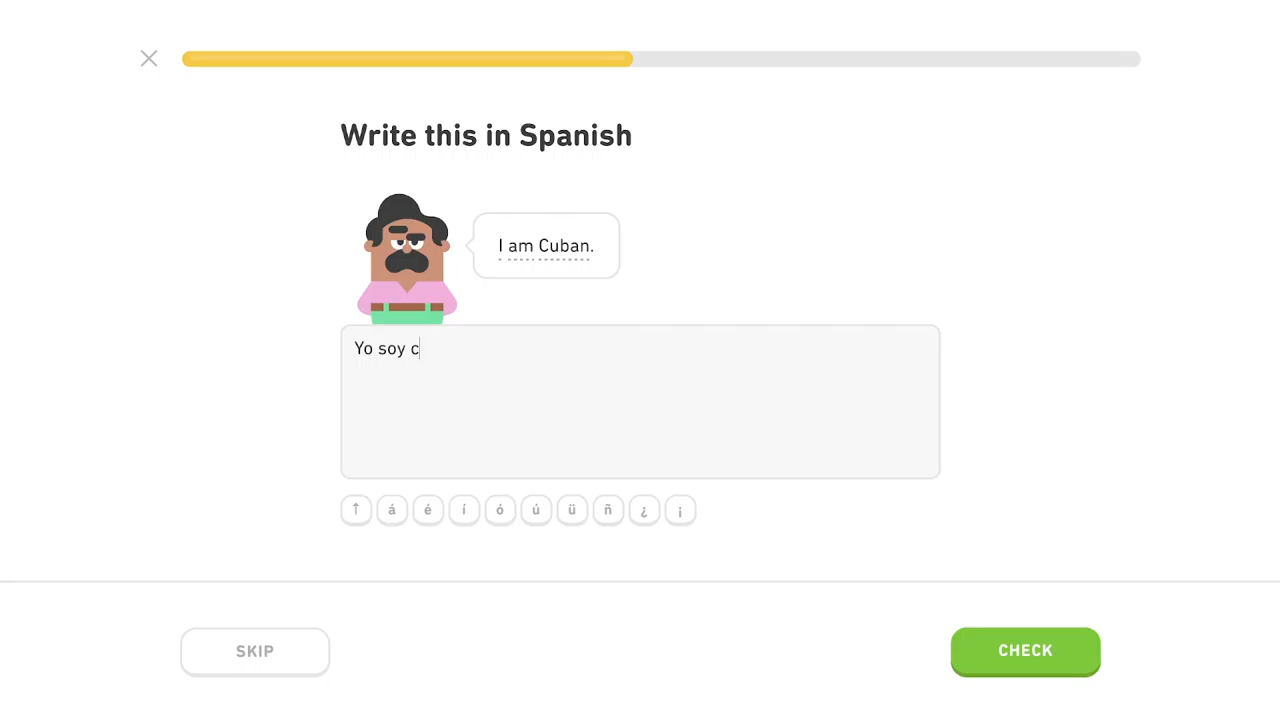 Write this in Spanish
I am Cuban.
Yo soy c
↑ á é í ó ú ü ñ ¿ ¡
SKIP
CHECK